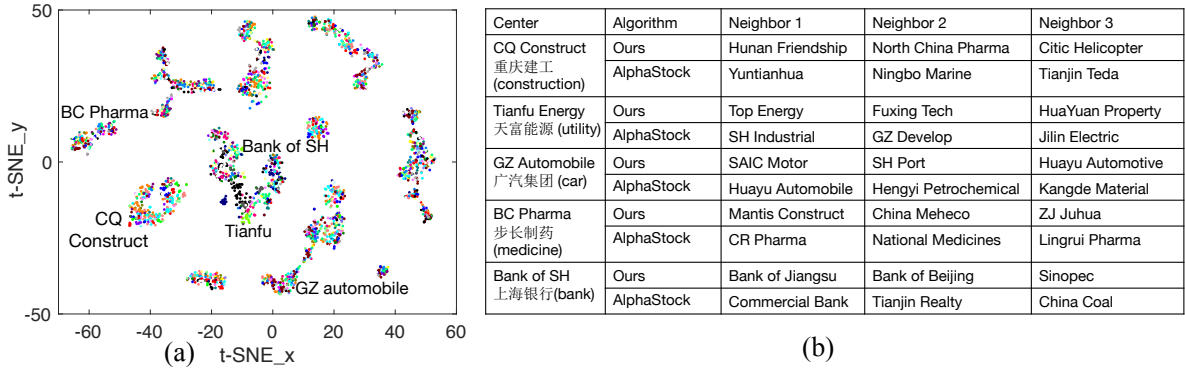 50
0
-50
t-SNE_y
BC Pharma
Bank of SH
CQ
Construct
Tianfu
GZ automobile
-60 -40 -20 0 20 40 60
(a) t-SNE_x
Center Algorithm Neighbor 1 Neighbor 2 Neighbor 3
CQ Construct Ours Hunan Friendship North China Pharma Citic Helicopter
重庆建工
(construction) AlphaStock Yuntianhua Ningbo Marine Tianjin Teda
Tianfu Energy Ours Top Energy Fuxing Tech HuaYuan Property
天富能源 (utility) AlphaStock SH Industrial GZ Develop Jilin Electric
GZ Automobile Ours SAIC Motor SH Port Huayu Automotive
广汽集团 (car) AlphaStock Huayu Automobile Hengyi Petrochemical Kangde Material
BC Pharma Ours Mantis Construct China Meheco ZJ Juhua
步长制药
(medicine) AlphaStock CR Pharma National Medicines Lingrui Pharma
Bank of SH Ours Bank of Jiangsu Bank of Beijing Sinopec
上海银行(bank) AlphaStock Commercial Bank Tianjin Realty China Coal
(b)